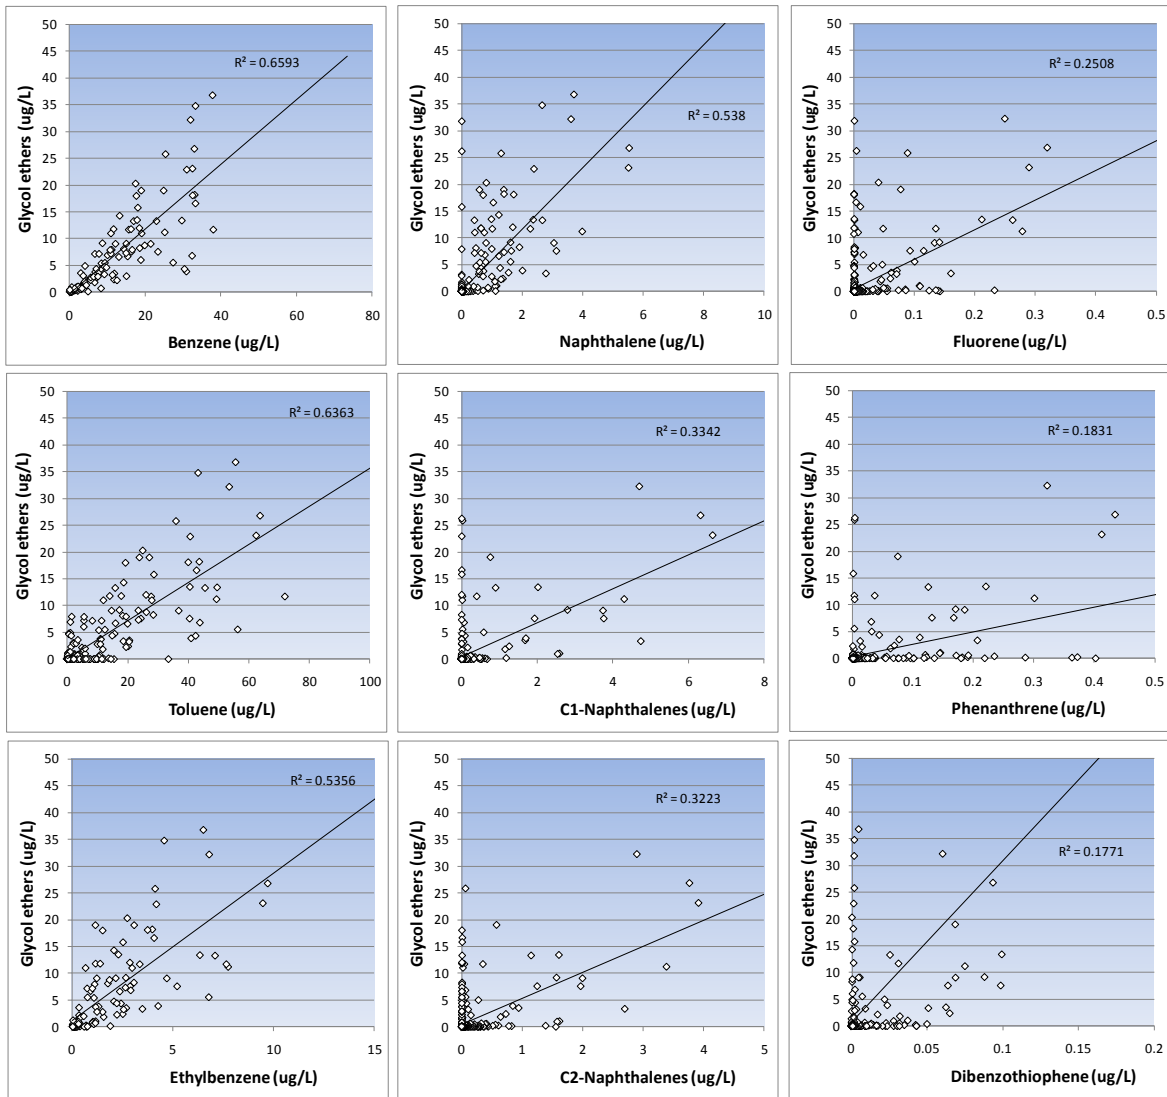 50
45
40
35
30
25
20
15
10
5
0
Glycol ethers (ug/L)
R² = 0.6593
0 20 40 60 80
Benzene (ug/L)
50
45
40
35
30
25
20
15
10
5
0
Glycol ethers (ug/L)
R² = 0.538
0 2 4 6 8 10
Naphthalene (ug/L)
50
45
40
35
30
25
20
15
10
5
0
Glycol ethers (ug/L)
R² = 0.2508
0 0.1 0.2 0.3 0.4 0.5
Fluorene (ug/L)
50
45
40
35
30
25
20
15
10
5
0
Glycol ethers (ug/L)
R² = 0.6363
0 20 40 60 80 100
Toluene (ug/L)
50
45
40
35
30
25
20
15
10
5
0
Glycol ethers (ug/L)
R² = 0.3342
0 2 4 6 8
C1-Naphthalenes (ug/L)
50
45
40
35
30
25
20
15
10
5
0
Glycol ethers (ug/L)
R² = 0.1831
0 0.1 0.2 0.3 0.4 0.5
Phenanthrene (ug/L)
50
45
40
35
30
25
20
15
10
5
0
Glycol ethers (ug/L)
R² = 0.5356
0 5 10 15
Ethylbenzene (ug/L)
50
45
40
35
30
25
20
15
10
5
0
Glycol ethers (ug/L)
R² = 0.3223
0 1 2 3 4 5
C2-Naphthalenes (ug/L)
50
45
40
35
30
25
20
15
10
5
0
Glycol ethers (ug/L)
R² = 0.1771
0 0.05 0.1 0.15 0.2
Dibenzothiophene (ug/L)